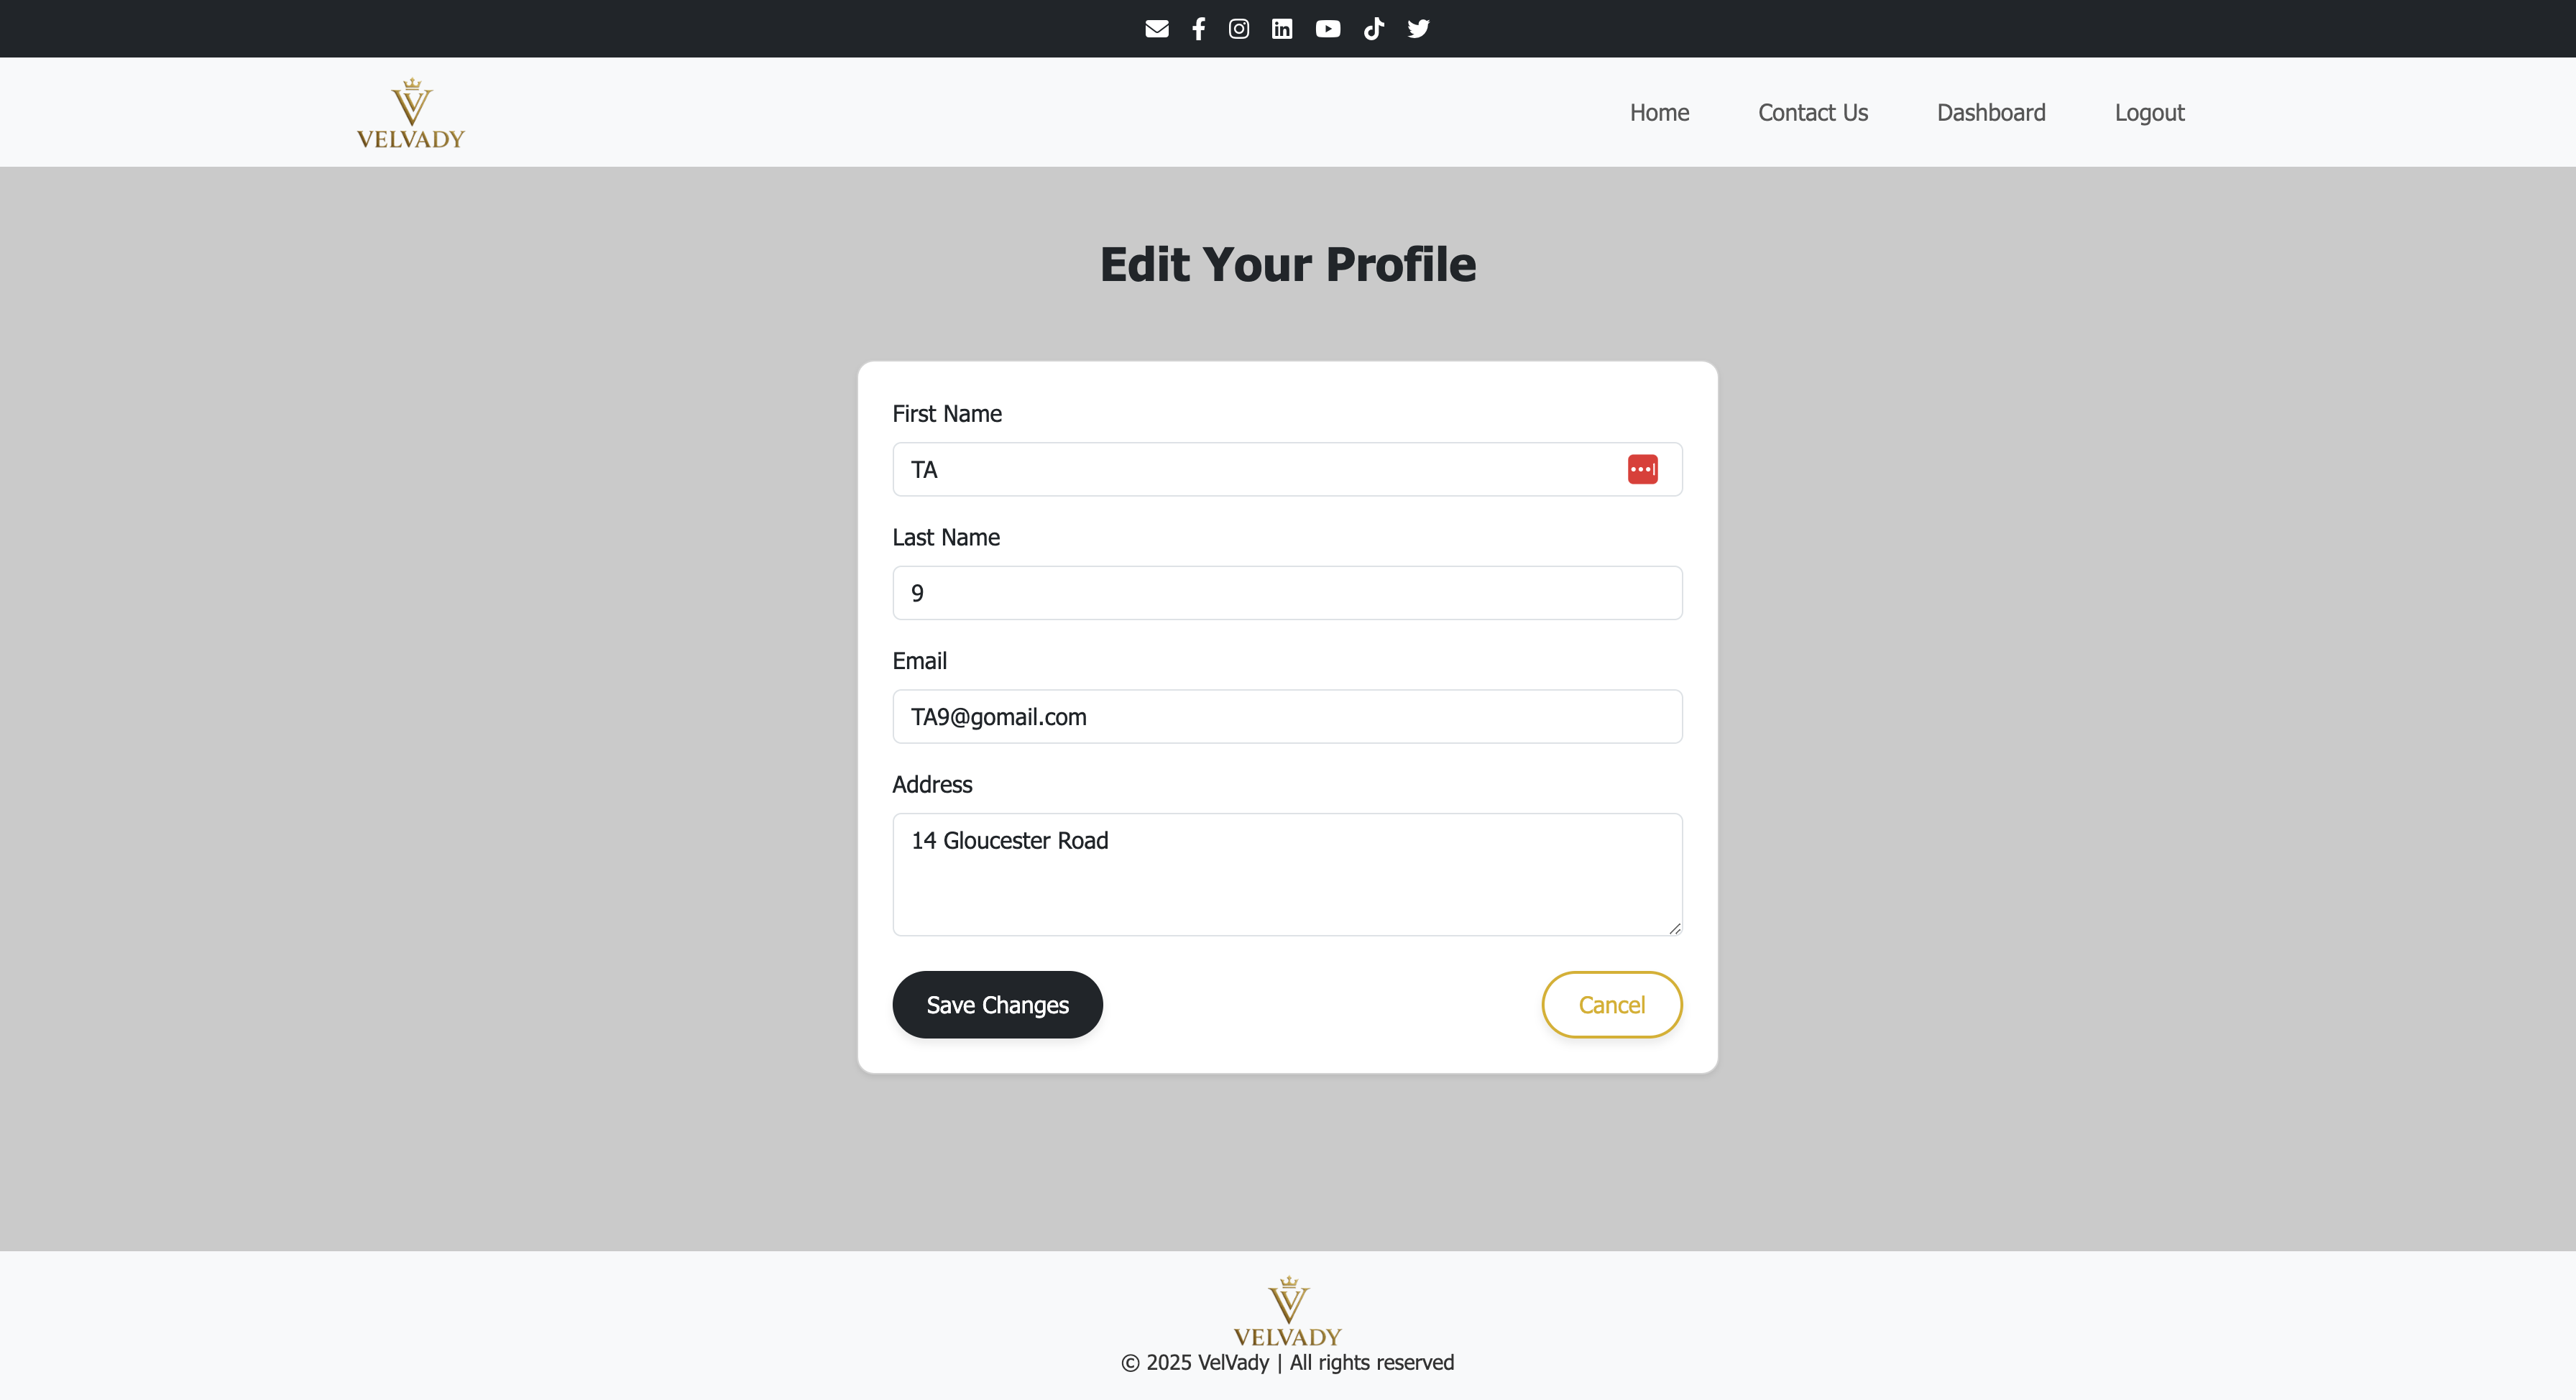 VELVADY
Home Contact Us Dashboard Logout
Edit Your Profile
First Name
TA
Last Name
9
Email
TA9@gomail.com
Address
14 Gloucester Road
Save Changes Cancel
VELVADY
© 2025 VelVady | All rights reserved